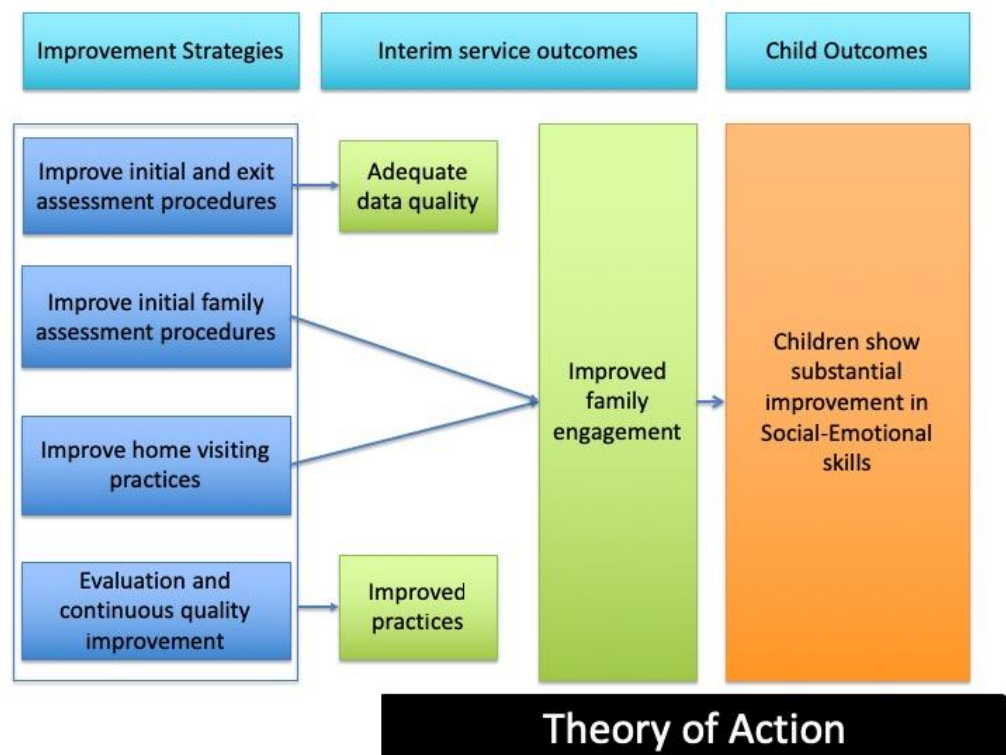 Improvement Strategies
Interim service outcomes
Child Outcomes
Improve initial and exit
assessment procedures
Adequate
data quality
Improve initial family
assessment procedures
Improve home visiting
practices
Evaluation and
continuous quality
improvement
Improved
practices
Improved
family
engagement
Children show
substantial
improvement in
Social-Emotional
skills
Theory of Action